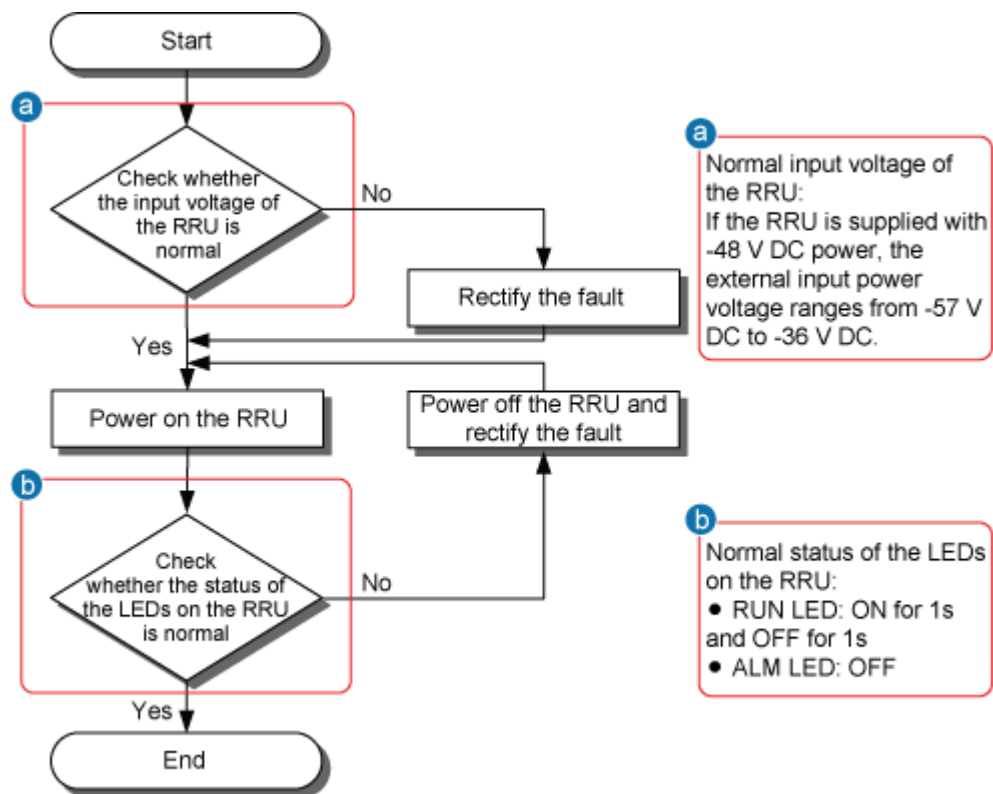 Start
a
Check whether
the input voltage of
the RRU is
normal
No
Rectify the fault
Yes
Power on the RRU
Power off the RRU and
rectify the fault
b
Check
whether the status of
the LEDs on the RRU
is normal
No
Yes
End
a
Normal input voltage of
the RRU:
If the RRU is supplied with
-48 V DC power, the
external input power
voltage ranges from -57 V
DC to -36 V DC.
b
Normal status of the LEDs
on the RRU:
● RUN LED: ON for 1s
and OFF for 1s
● ALM LED: OFF